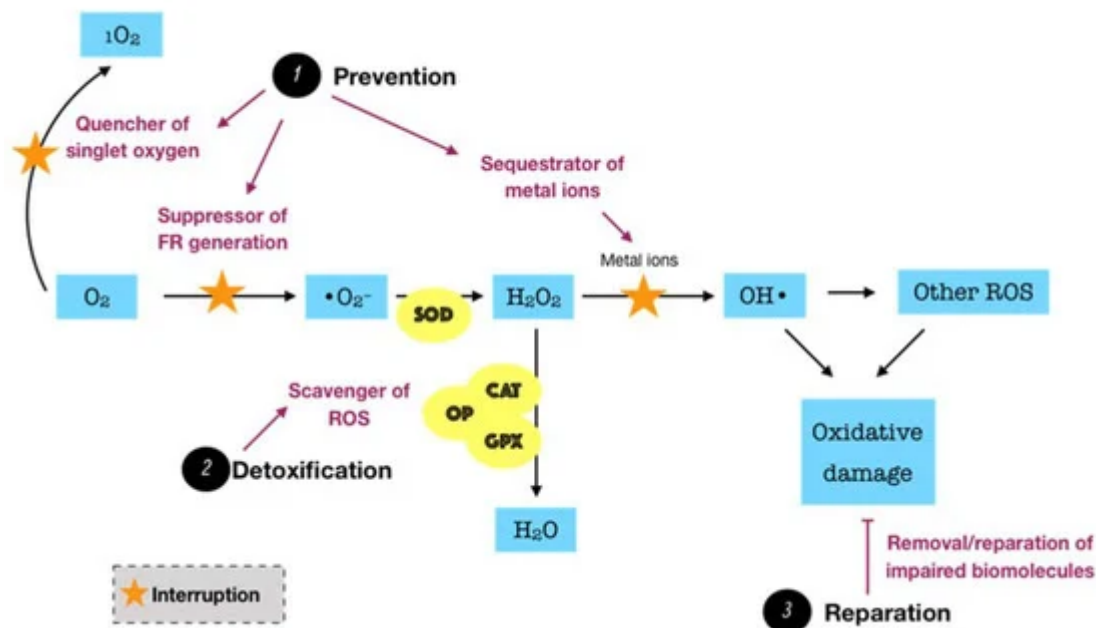 1O2
1 Prevention
Quencher of
singlet oxygen
Sequestrator of
metal ions
Suppressor of
FR generation
Metal ions
O2
•O2-
SOD
H2O2
OH•
Other ROS
Scavenger of
ROS
CAT
OP
GPX
2 Detoxification
Oxidative
damage
H2O
Removal/reparation of
impaired biomolecules
Interruption
3 Reparation